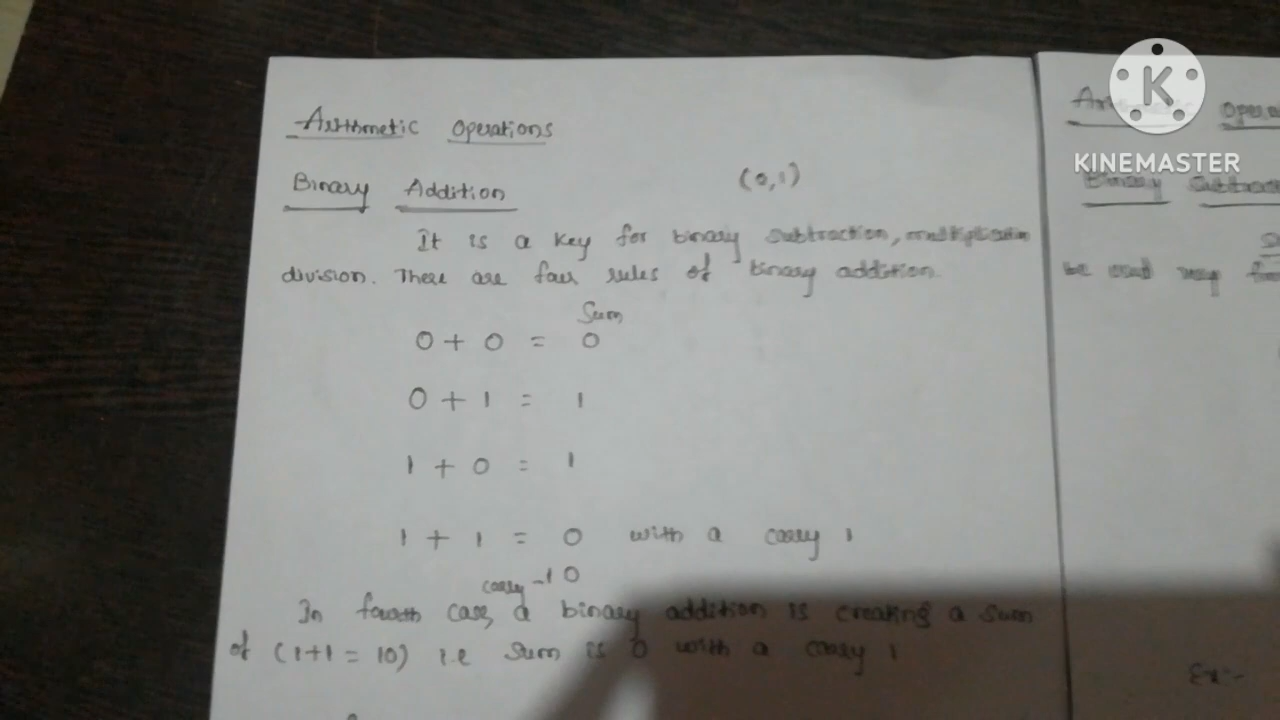 Arithmetic Operations
Binary Addition (0,1)
It is a key for binary subtraction, multiplication
division. There are four rules of binary addition.
Sum
0 + 0 = 0
0 + 1 = 1
1 + 0 = 1
1 + 1 = 0 with a carry 1
carry - 1 0
In fourth case, a binary addition is creating a sum
of (1+1 = 10) i.e sum is 0 with a carry 1
K
KINEMASTER
Binary
be
Ex:-